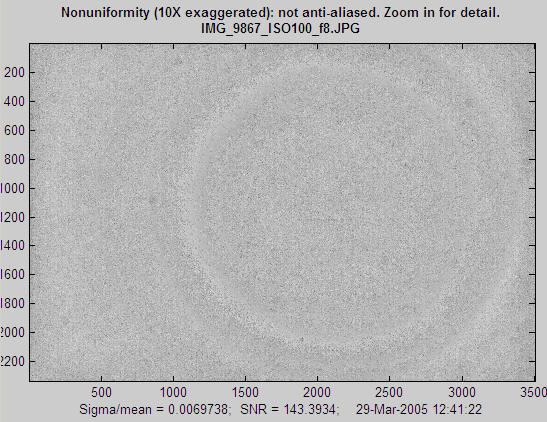 Nonuniformity (10X exaggerated): not anti-aliased. Zoom in for detail.
IMG_9867_ISO100_f8.JPG
200
400
600
800
1000
1200
1400
1600
1800
2000
2200
500 1000 1500 2000 2500 3000 3500
Sigma/mean = 0.0069738; SNR = 143.3934; 29-Mar-2005 12:41:22